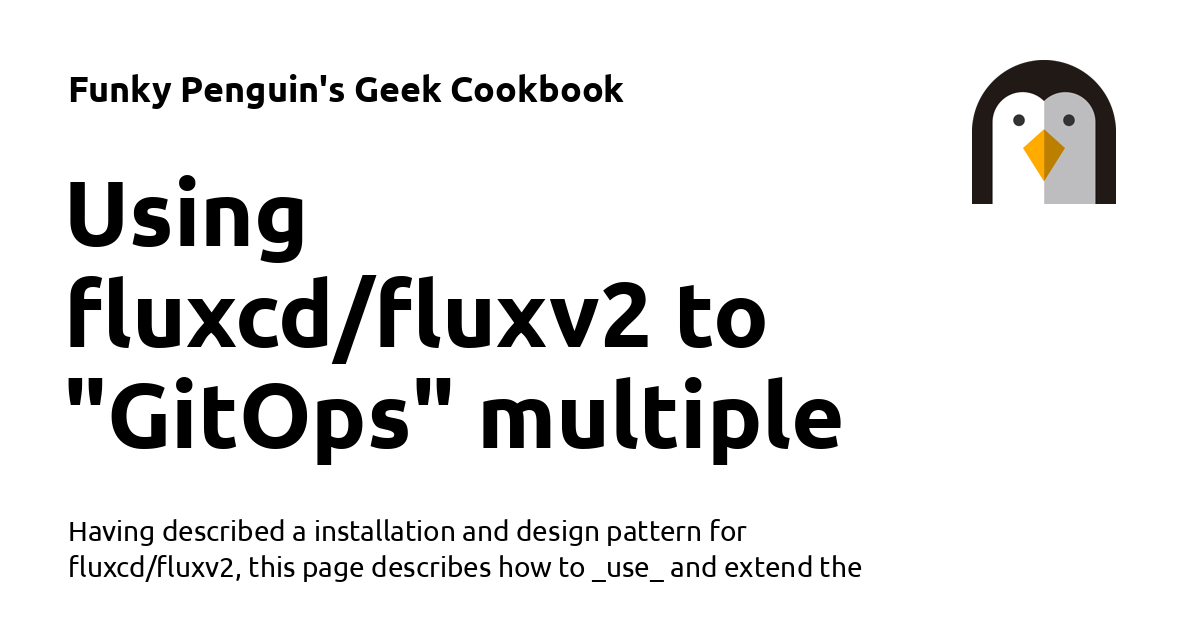 Funky Penguin's Geek Cookbook
Using
fluxcd/fluxv2 to
"GitOps" multiple
Having described a installation and design pattern for
fluxcd/fluxv2, this page describes how to _use_ and extend the